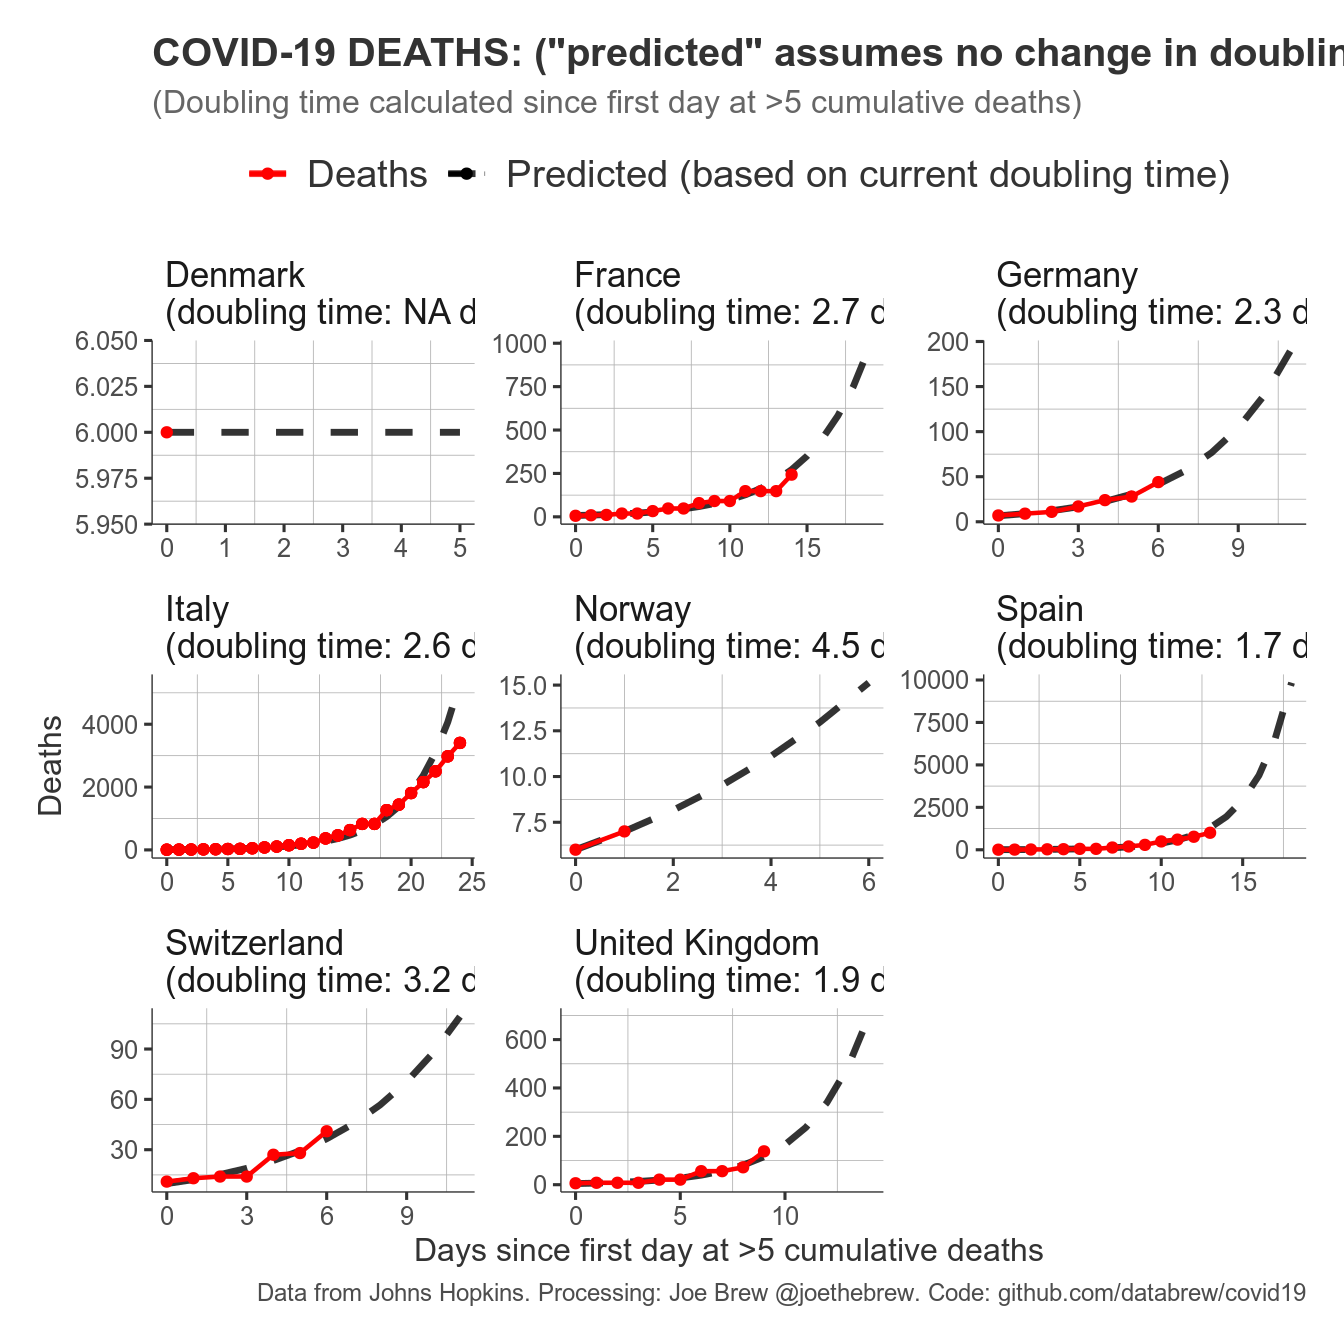 COVID-19 DEATHS: ("predicted" assumes no change in doublin
(Doubling time calculated since first day at >5 cumulative deaths)
Deaths Predicted (based on current doubling time)
Denmark
(doubling time: NA d
6.050
6.025
6.000
5.975
5.950
0 1 2 3 4 5
France
(doubling time: 2.7 d
1000
750
500
250
0
0 5 10 15
Germany
(doubling time: 2.3 d
200
150
100
50
0
0 3 6 9
Deaths
Italy
(doubling time: 2.6 d
4000
2000
0
0 5 10 15 20 25
Norway
(doubling time: 4.5 d
15.0
12.5
10.0
7.5
0 2 4 6
Spain
(doubling time: 1.7 d
10000
7500
5000
2500
0
0 5 10 15
Switzerland
(doubling time: 3.2 d
90
60
30
0 3 6 9
United Kingdom
(doubling time: 1.9 d
600
400
200
0
0 5 10
Days since first day at >5 cumulative deaths
Data from Johns Hopkins. Processing: Joe Brew @joethebrew. Code: github.com/databrew/covid19